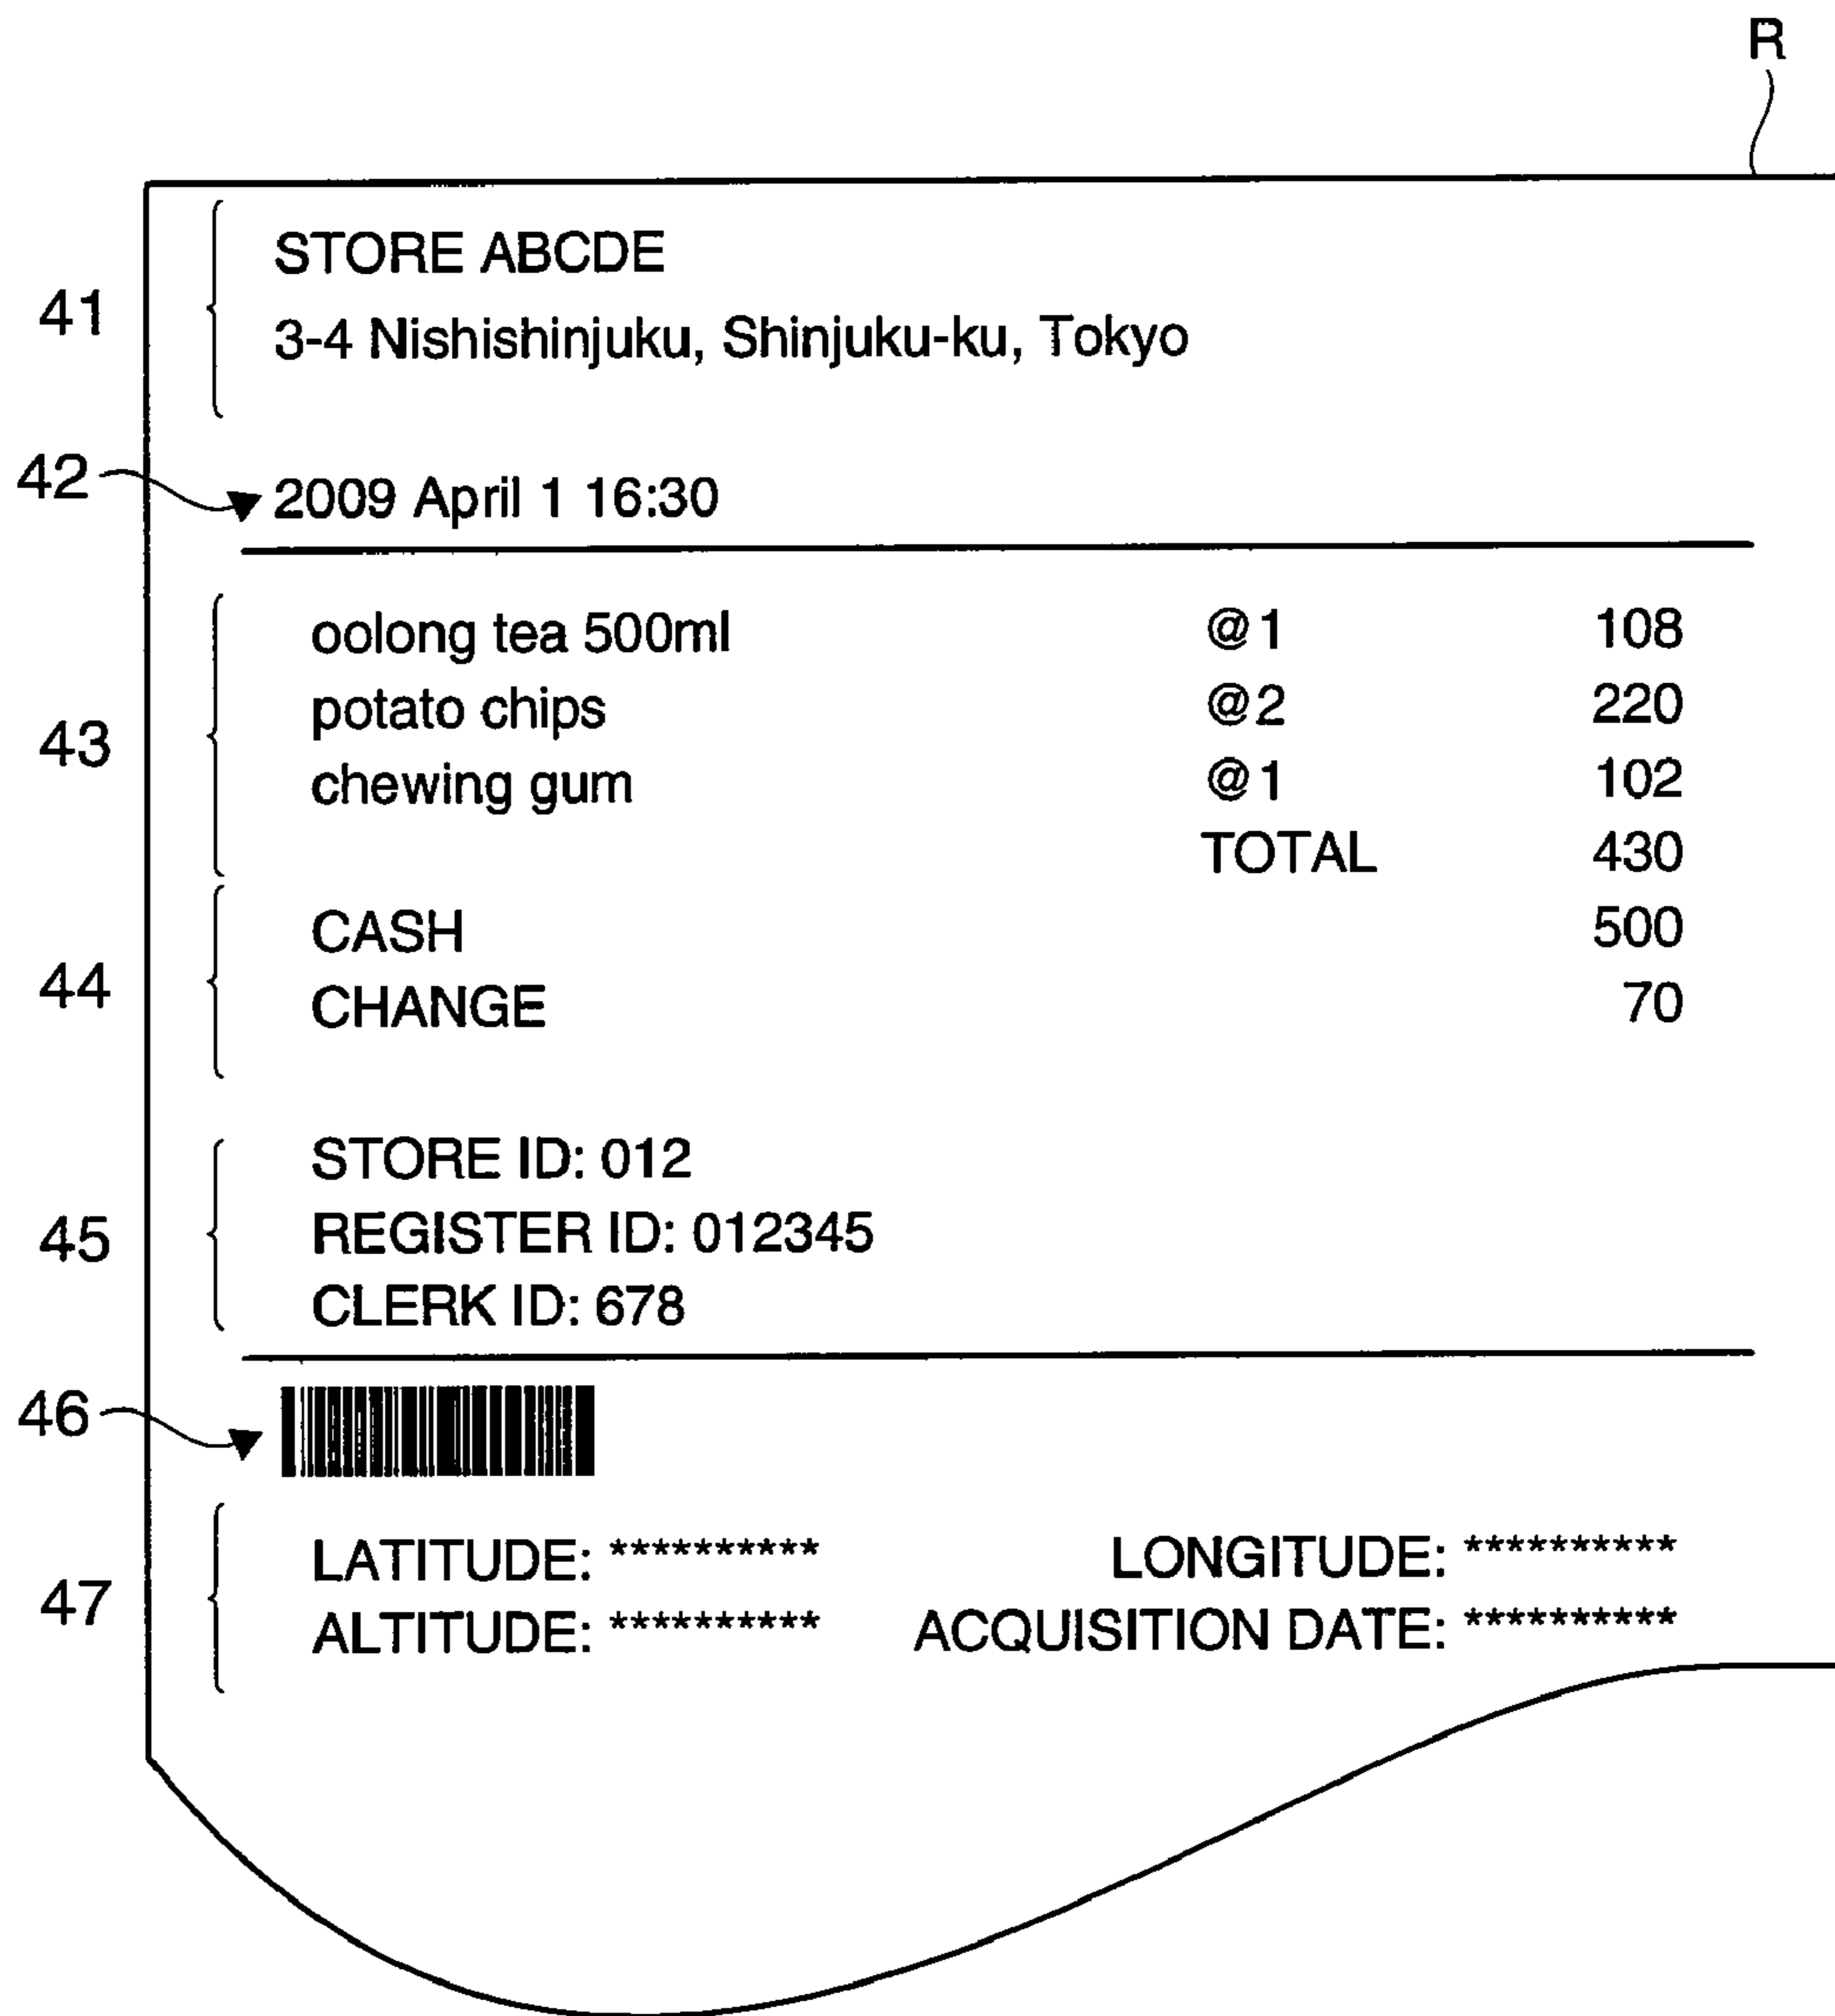 R
41
STORE ABCDE
3-4 Nishishinjuku, Shinjuku-ku, Tokyo
42
2009 April 1 16:30
43
oolong tea 500ml @1 108
potato chips @2 220
chewing gum @1 102
TOTAL 430
44
CASH 500
CHANGE 70
45
STORE ID: 012
REGISTER ID: 012345
CLERK ID: 678
46
47
LATITUDE: ********** LONGITUDE: **********
ALTITUDE: ********** ACQUISITION DATE: **********